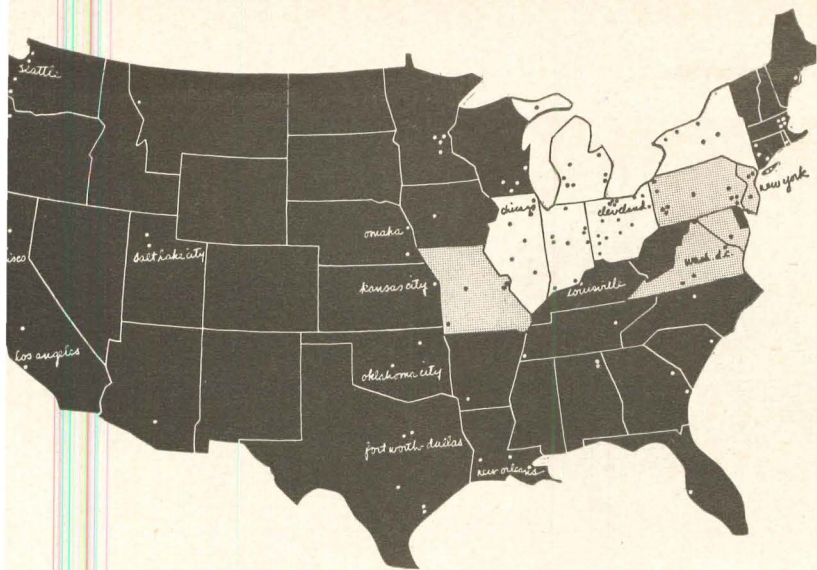 seattle
new york
chicago
cleveland
omaha
isco
salt lake city
wash. d.c.
kansas city
louisville
los angeles
oklahoma city
fort worth-dallas
new orleans